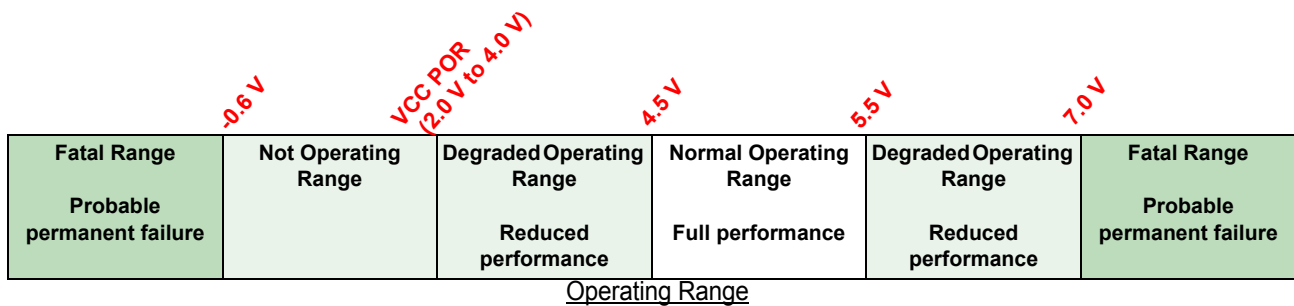 -0.6 V
VCC POR
(2.0 V to 4.0 V)
4.5 V
5.5 V
7.0 V
Fatal Range
Probable
permanent failure
Not Operating
Range
Degraded Operating
Range
Reduced
performance
Normal Operating
Range
Full performance
Degraded Operating
Range
Reduced
performance
Fatal Range
Probable
permanent failure
Operating Range